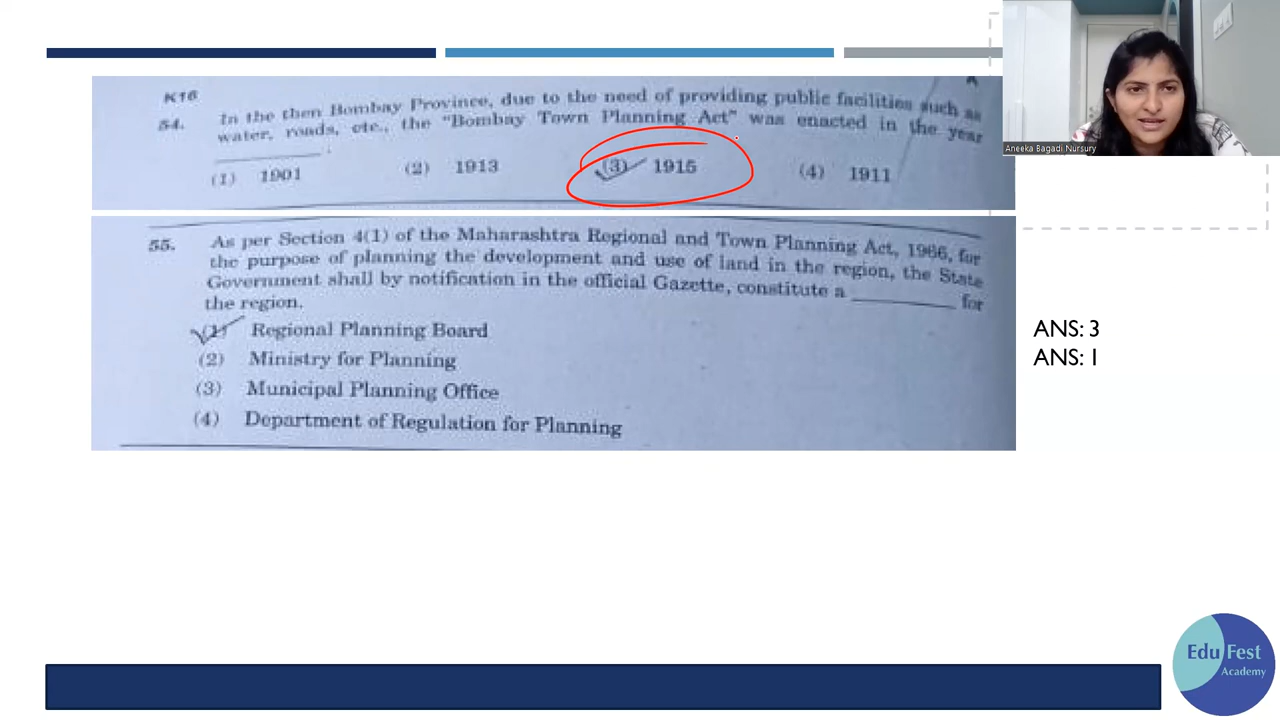 K16
54. In the then Bombay Province, due to the need of providing public facilities such as
water, roads, etc., the "Bombay Town Planning Act" was enacted in the year
.
(1) 1901 (2) 1913 (3) 1915 (4) 1911
55. As per Section 4(1) of the Maharashtra Regional and Town Planning Act, 1966, for
the purpose of planning the development and use of land in the region, the State
Government shall by notification in the official Gazette, constitute a ________ for
the region.
(1) Regional Planning Board
(2) Ministry for Planning
(3) Municipal Planning Office
(4) Department of Regulation for Planning
ANS: 3
ANS: 1
Aneeka Bagadi Nursury
Edu Fest
Academy